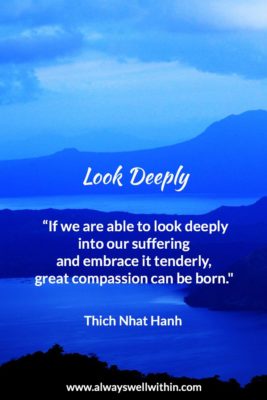 Look Deeply
“If we are able to look deeply
into our suffering
and embrace it tenderly,
great compassion can be born."
Thich Nhat Hanh
www.alwayswellwithin.com